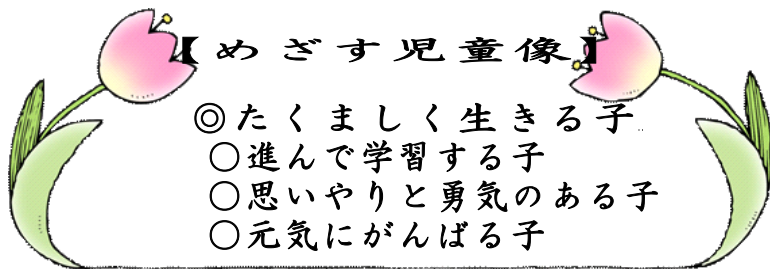 【めざす児童像】
◎たくましく生きる子
○進んで学習する子
○思いやりと勇気のある子
○元気にがんばる子